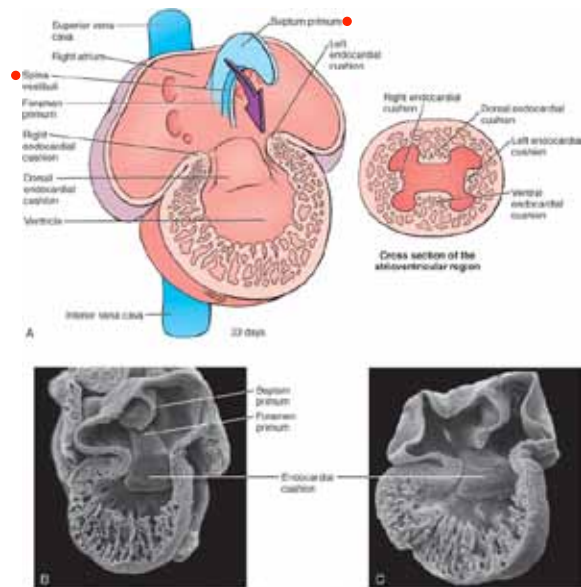 Superior vena
cava
Septum primum
Right atrium
Left
endocardial
cushion
Spina
vestibuli
Foramen
primum
Right
endocardial
cushion
Dorsal
endocardial
cushion
Ventricle
Inferior vena cava
A
33 days
Right endocardial
cushion
Dorsal endocardial
cushion
Left endocardial
cushion
Ventral
endocardial
cushion
Cross section of the
atrioventricular region
Septum
primum
Foramen
primum
Endocardial
cushion
B
C